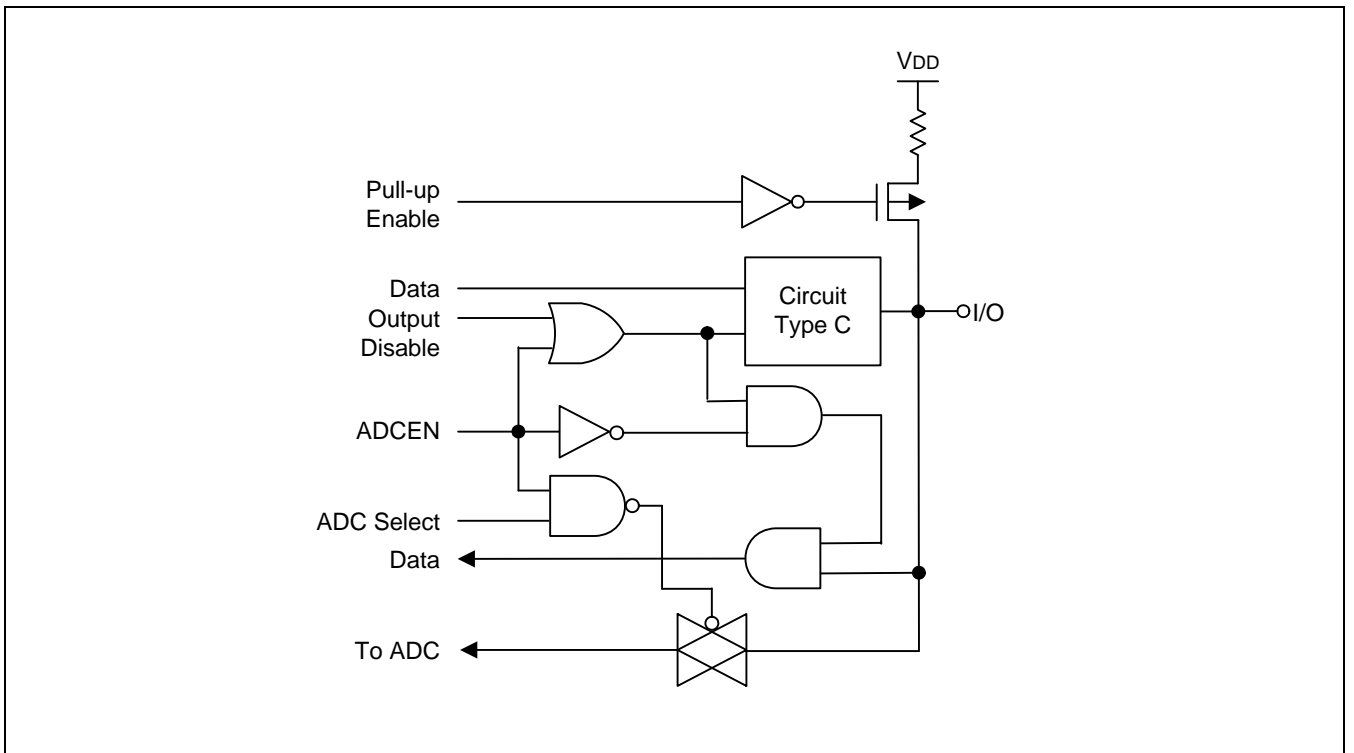 VDD
Pull-up
Enable
Data
Output
Disable
Circuit
Type C
I/O
ADCEN
ADC Select
Data
To ADC